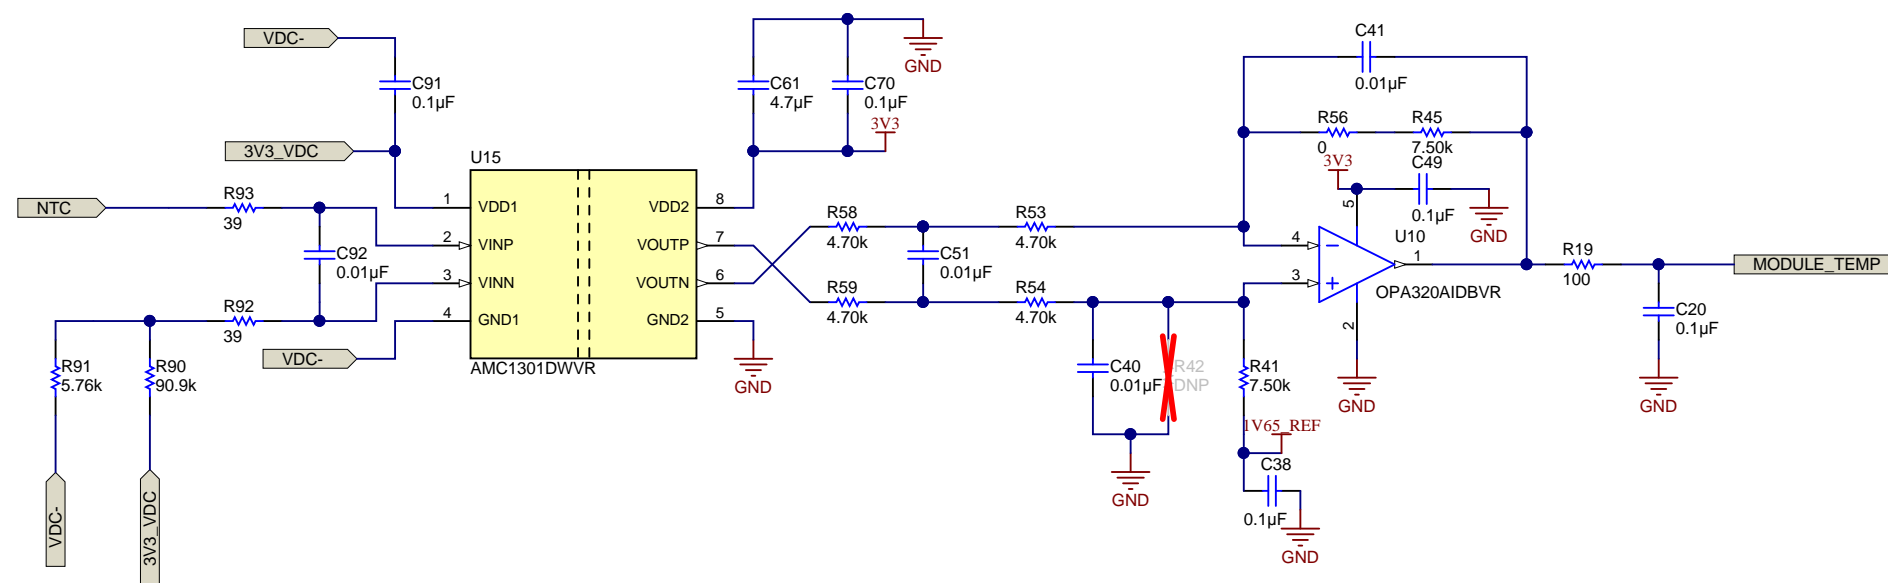 VDC-
C91
0.1µF
3V3_VDC
NTC
R93
39
C92
0.01µF
R92
39
VDC-
R91
5.76k
R90
90.9k
VDC-
3V3_VDC
U15
1
VDD1
2
VINP
3
VINN
4
GND1
VDD2
8
VOUTP
7
VOUTN
6
GND2
5
AMC1301DWVR
C61
4.7µF
C70
0.1µF
GND
3V3
GND
R58
4.70k
R59
4.70k
C51
0.01µF
R53
4.70k
R54
4.70k
C41
0.01µF
R56
0
R45
7.50k
3V3
C49
0.1µF
GND
5
U10
4
3
1
2
OPA320AIDBVR
GND
C40
0.01µF
R42
DNP
GND
R41
7.50k
1V65_REF
C38
0.1µF
GND
R19
100
MODULE_TEMP
C20
0.1µF
GND